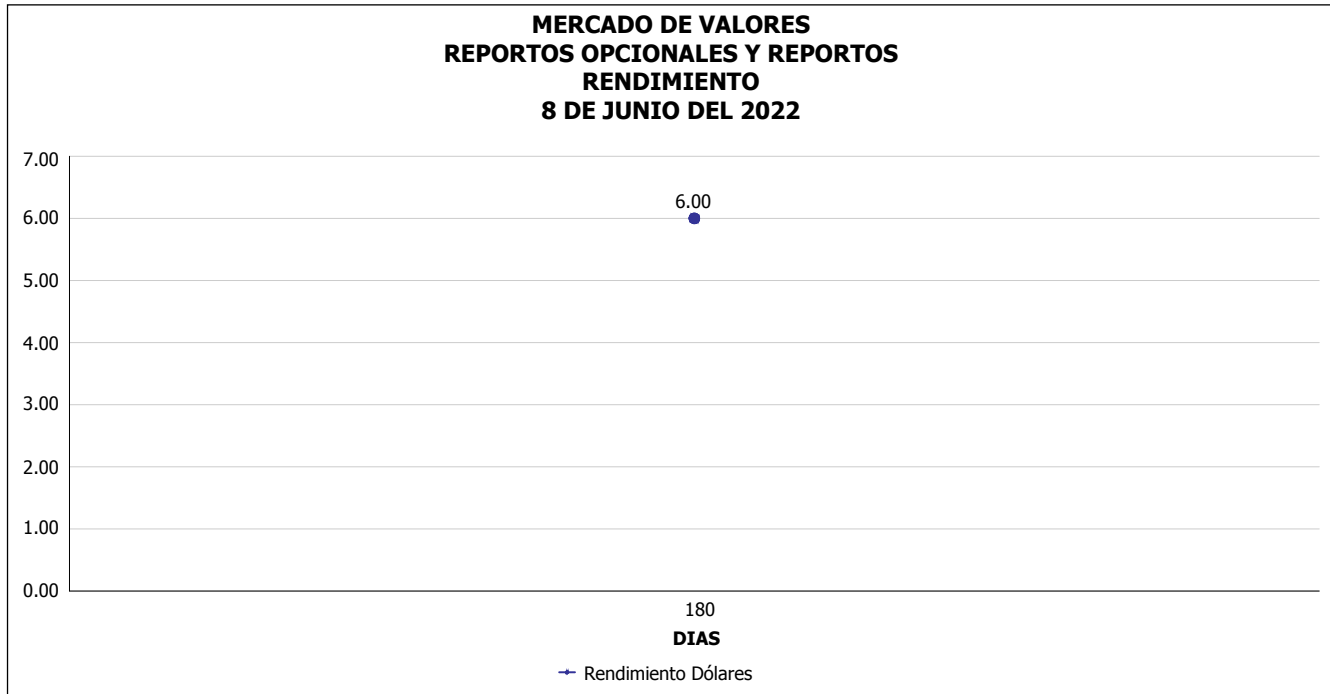 MERCADO DE VALORES
REPORTOS OPCIONALES Y REPORTOS
RENDIMIENTO
8 DE JUNIO DEL 2022
7.00
6.00
6.00
5.00
4.00
3.00
2.00
1.00
0.00
180
DIAS
Rendimiento Dólares